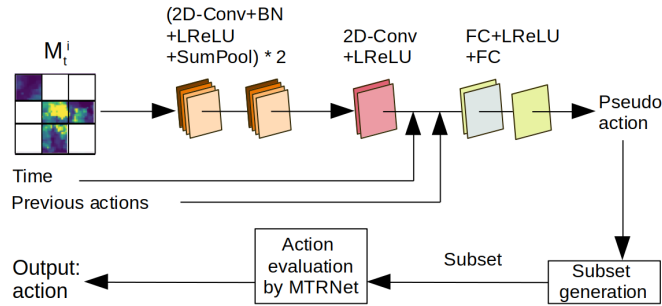 (2D-Conv+BN
+LReLU
+SumPool) * 2
2D-Conv
+LReLU
FC+LReLU
+FC
M_t^i
Pseudo
action
Time
Previous actions
Output:
action
Action
evaluation
by MTRNet
Subset
Subset
generation